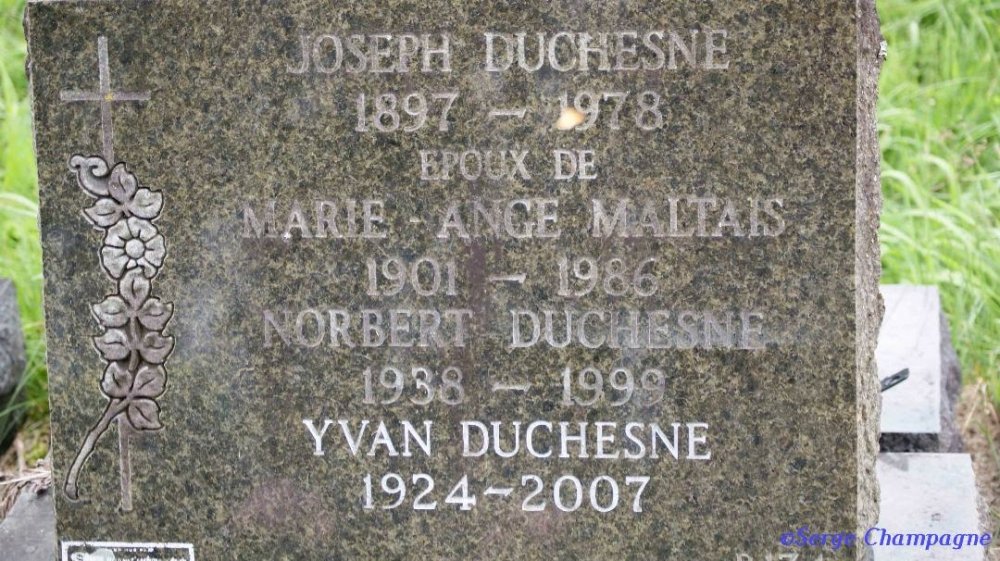 JOSEPH DUCHESNE
1897 – 1978
EPOUX DE
MARIE - ANGE MALTAIS
1901 – 1986
NORBERT DUCHESNE
1938 – 1999
YVAN DUCHESNE
1924-2007
©Serge Champagne